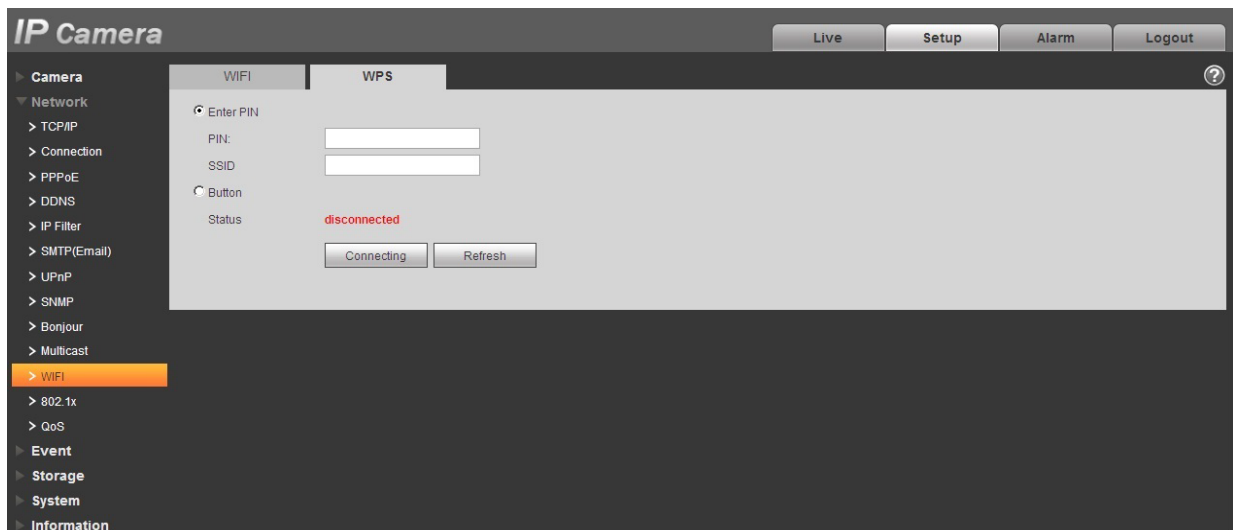 IP Camera
Live
Setup
Alarm
Logout
Camera
Network
> TCP/IP
> Connection
> PPPoE
> DDNS
> IP Filter
> SMTP(Email)
> UPnP
> SNMP
> Bonjour
> Multicast
> WIFI
> 802.1x
> QoS
Event
Storage
System
Information
WIFI
WPS
?
Enter PIN
PIN:
SSID
Button
Status disconnected
Connecting
Refresh